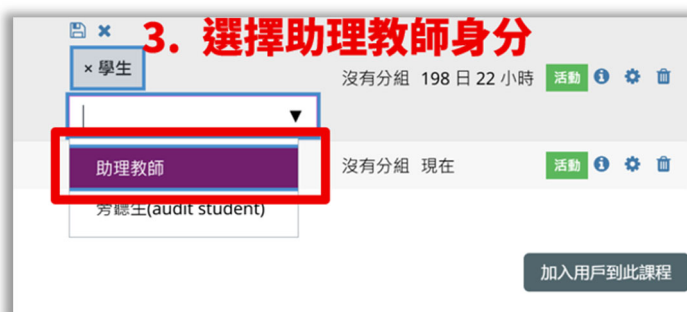 3. 選擇助理教師身分
× 學生
沒有分組 198 日 22 小時 活動
助理教師
沒有分組 現在 活動
旁聽生(audit student)
加入用戶到此課程